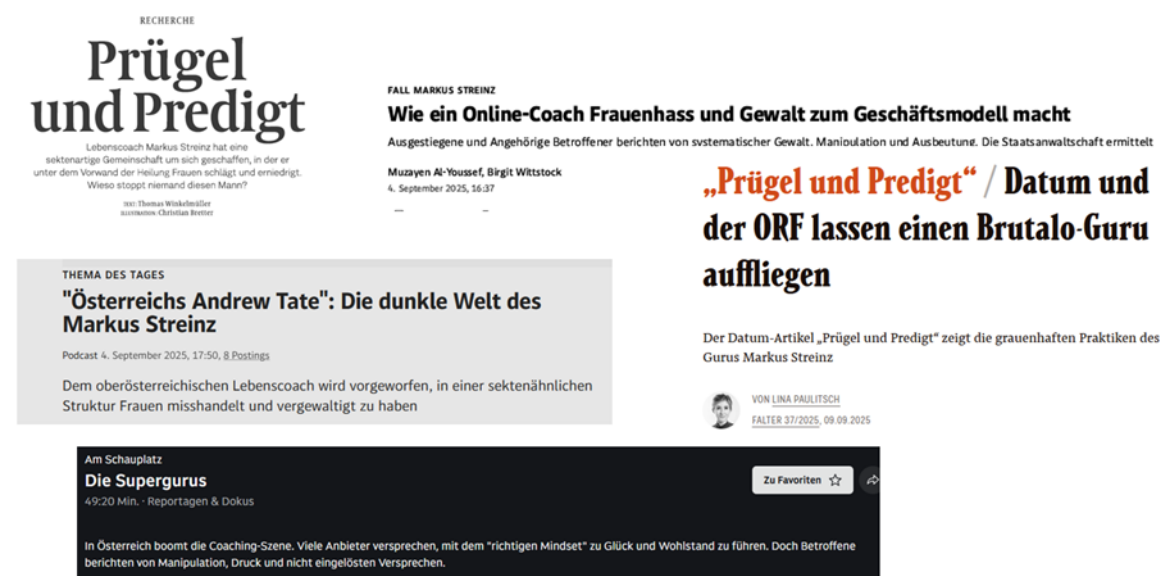 RECHERCHE
Prügel
und Predigt
Lebenscoach Markus Streinz hat eine
sektenartige Gemeinschaft um sich geschaffen, in der er
unter dem Vorwand der Heilung Frauen schlägt und erniedrigt.
Wieso stoppt niemand diesen Mann?
TEXT: Thomas Winkelmüller
ILLUSTRATION: Christian Bretter
FALL MARKUS STREINZ
Wie ein Online-Coach Frauenhass und Gewalt zum Geschäftsmodell macht
Ausgestiegene und Angehörige Betroffener berichten von systematischer Gewalt. Manipulation und Ausbeutung. Die Staatsanwaltschaft ermittelt
Muzayen Al-Youssef, Birgit Wittstock
4. September 2025, 16:37
„Prügel und Predigt“ / Datum und
der ORF lassen einen Brutalo-Guru
auffliegen
Der Datum-Artikel „Prügel und Predigt“ zeigt die grauenhaften Praktiken des
Gurus Markus Streinz
VON LINA PAULITSCH
FALTER 37/2025, 09.09.2025
THEMA DES TAGES
"Österreichs Andrew Tate": Die dunkle Welt des
Markus Streinz
Podcast 4. September 2025, 17:50, 8 Postings
Dem oberösterreichischen Lebenscoach wird vorgeworfen, in einer sektenähnlichen
Struktur Frauen misshandelt und vergewaltigt zu haben
Am Schauplatz
Die Supergurus
49:20 Min. · Reportagen & Dokus
Zu Favoriten
In Österreich boomt die Coaching-Szene. Viele Anbieter versprechen, mit dem "richtigen Mindset" zu Glück und Wohlstand zu führen. Doch Betroffene
berichten von Manipulation, Druck und nicht eingelösten Versprechen.